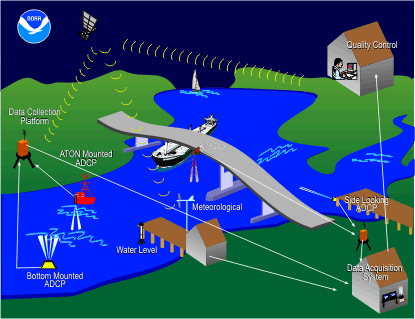 NOAA
Quality Control
Data Collection
Platform
ATON Mounted
ADCP
Side Looking
ADCP
Meteorological
Water Level
Bottom Mounted
ADCP
Data Acquisition
System